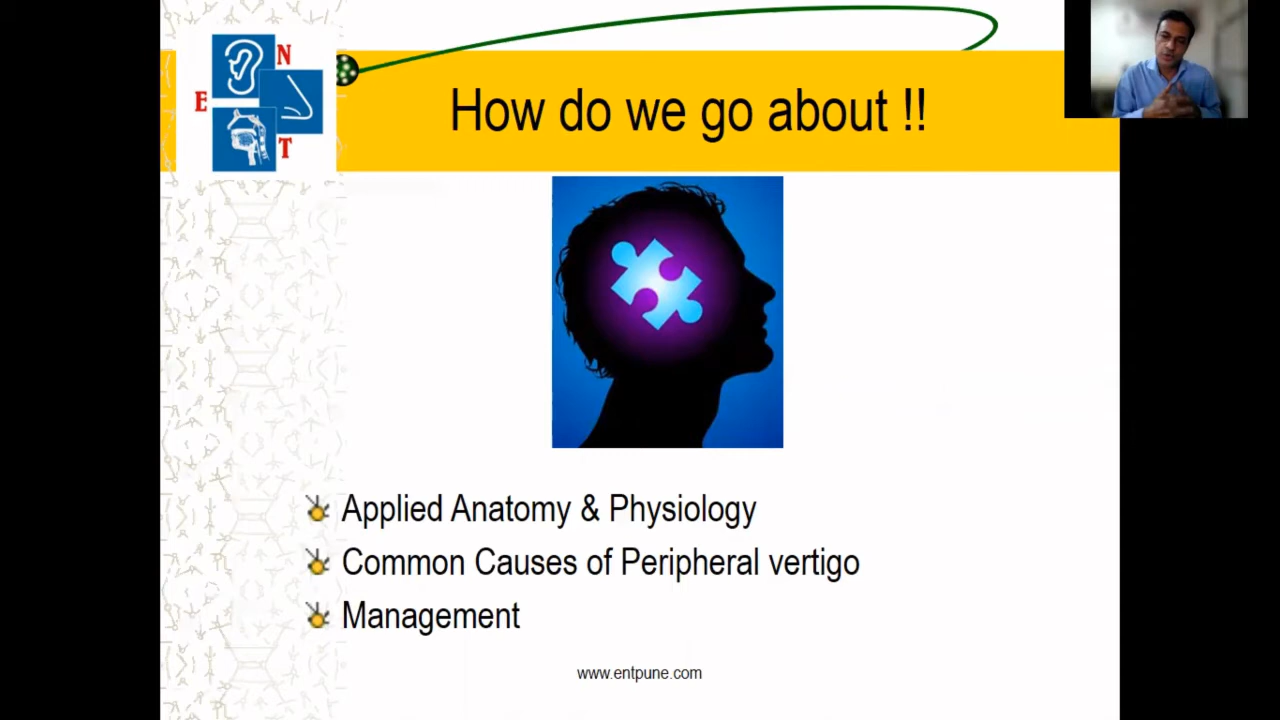 E
N
T
How do we go about !!
Applied Anatomy & Physiology
Common Causes of Peripheral vertigo
Management
www.entpune.com